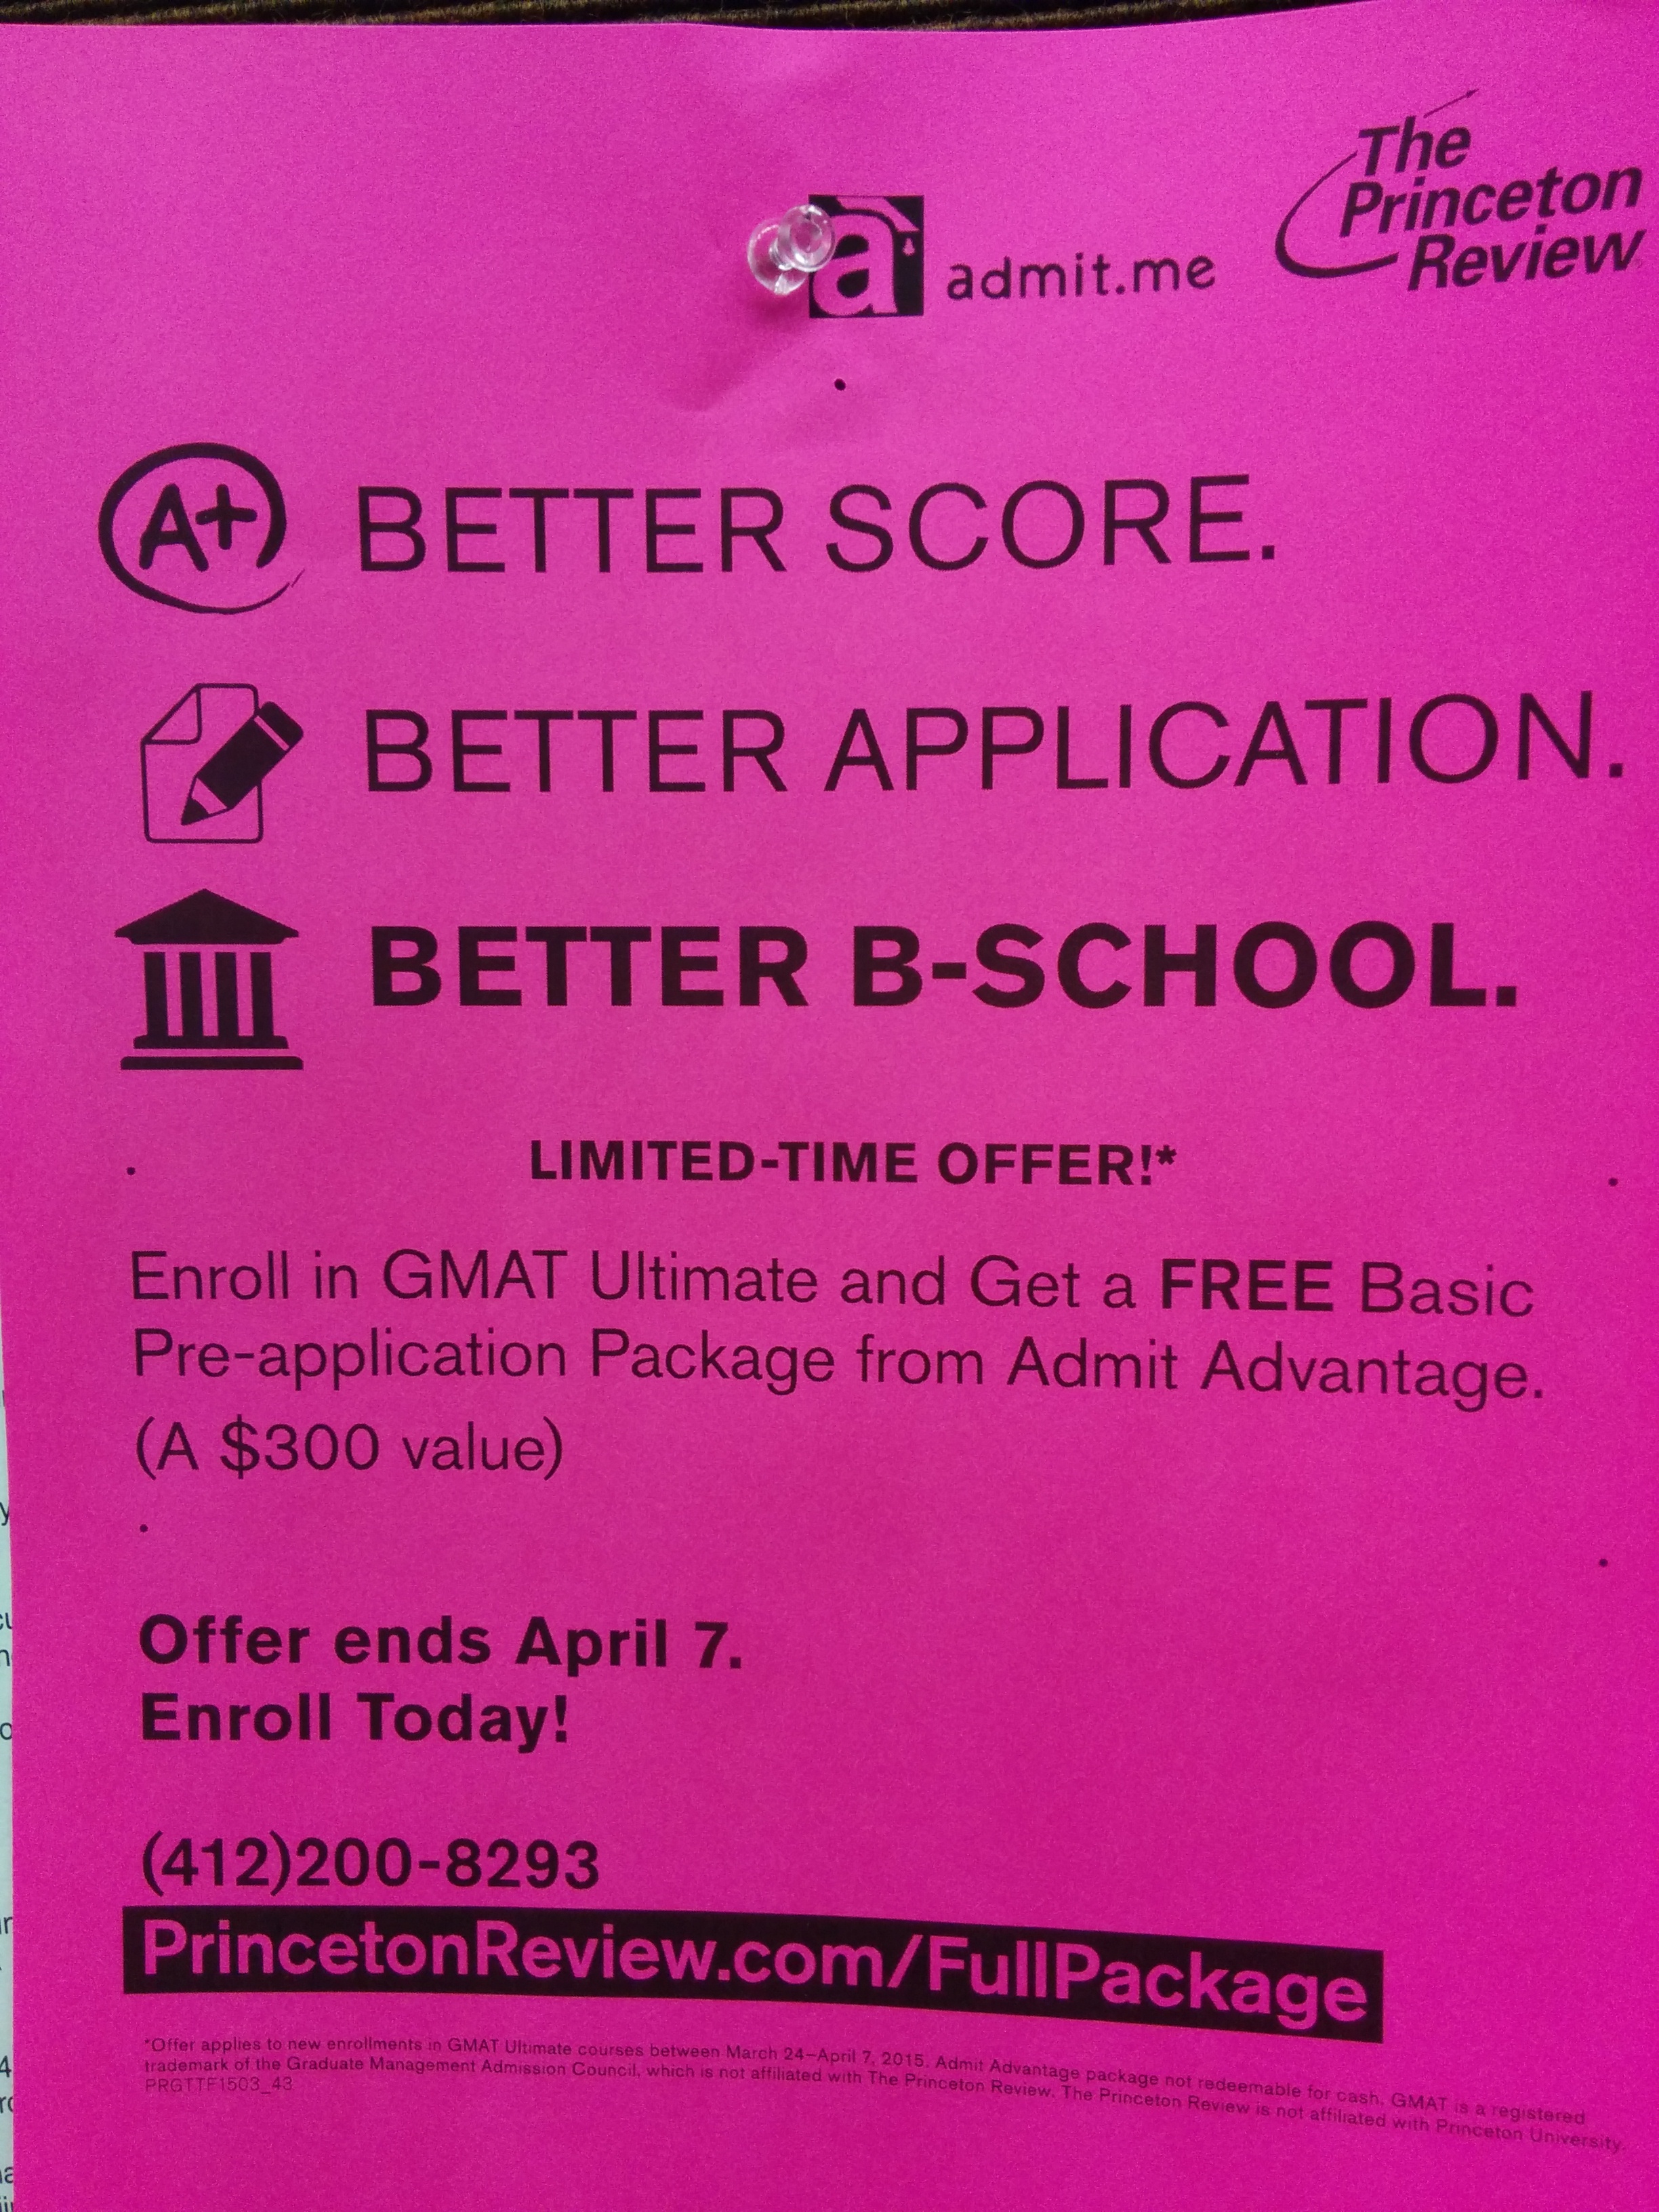 a admit.me
The
Princeton
Review
A+ BETTER SCORE.
BETTER APPLICATION.
BETTER B-SCHOOL.
LIMITED-TIME OFFER!*
Enroll in GMAT Ultimate and Get a FREE Basic
Pre-application Package from Admit Advantage.
(A $300 value)
Offer ends April 7.
Enroll Today!
(412)200-8293
PrincetonReview.com/FullPackage
*Offer applies to new enrollments in GMAT Ultimate courses between March 24–April 7, 2015. Admit Advantage package not redeemable for cash. GMAT is a registered
trademark of the Graduate Management Admission Council, which is not affiliated with The Princeton Review. The Princeton Review is not affiliated with Princeton University.
PRGTTF1503_43